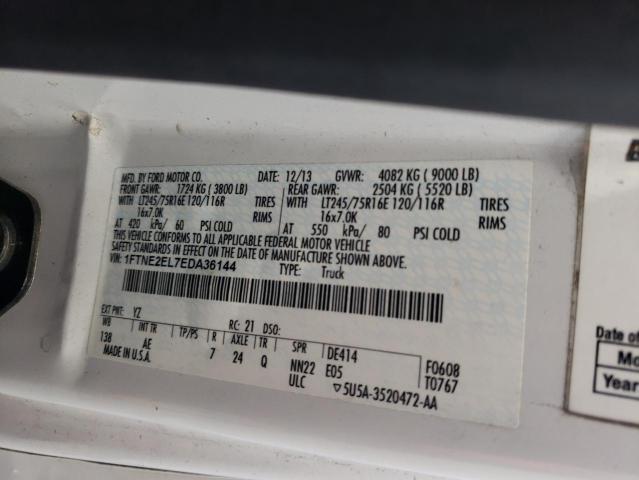 MFD. BY FORD MOTOR CO. DATE: 12/13 GVWR: 4082 KG ( 9000 LB)
FRONT GAWR: 1724 KG ( 3800 LB) REAR GAWR: 2504 KG ( 5520 LB)
WITH LT245/75R16E 120/116R TIRES WITH LT245/75R16E 120/116R TIRES
16x7.0K RIMS 16x7.0K RIMS
AT 420 kPa/ 60 PSI COLD AT 550 kPa/ 80 PSI COLD
THIS VEHICLE CONFORMS TO ALL APPLICABLE FEDERAL MOTOR VEHICLE
SAFETY STANDARDS IN EFFECT ON THE DATE OF MANUFACTURE SHOWN ABOVE.
VIN: 1FTNE2EL7EDA36144 TYPE: Truck
EXT PNT: YZ RC: 21 DSO:
WB INT TR TP/PS R AXLE TR SPR DE414 F0608
138 AE 7 24 Q NN22 E05 T0767
MADE IN U.S.A. ULC ▽5U5A-3520472-AA
Date of
Mo
Year